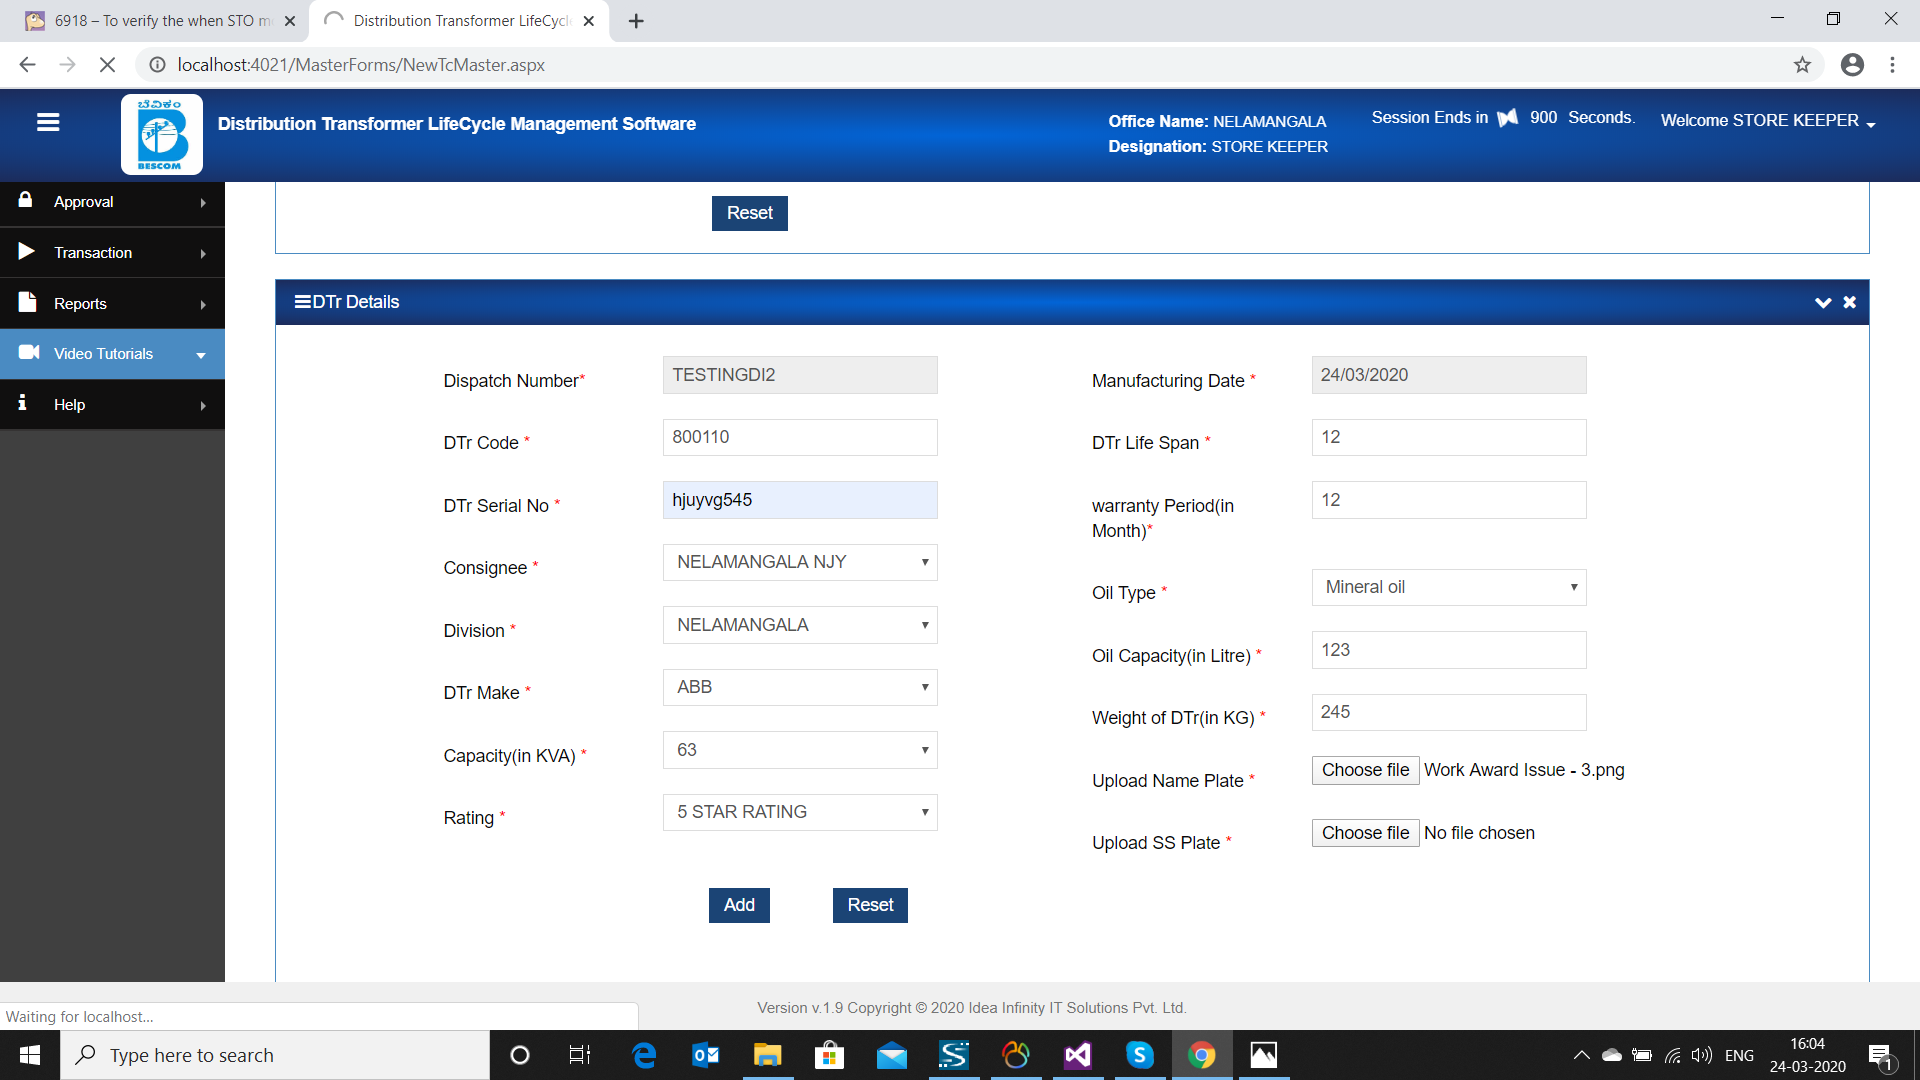 6918 – To verify the when STO m
Distribution Transformer LifeCycl
localhost:4021/MasterForms/NewTcMaster.aspx
ಬೆವಿಕಂ
BESCOM
Distribution Transformer LifeCycle Management Software
Office Name: NELAMANGALA
Designation: STORE KEEPER
Session Ends in 900 Seconds.
Welcome STORE KEEPER
Approval
Transaction
Reports
Video Tutorials
Help
Reset
DTr Details
Dispatch Number* TESTINGDI2
DTr Code * 800110
DTr Serial No * hjuyvg545
Consignee * NELAMANGALA NJY
Division * NELAMANGALA
DTr Make * ABB
Capacity(in KVA) * 63
Rating * 5 STAR RATING
Manufacturing Date * 24/03/2020
DTr Life Span * 12
warranty Period(in 12
Month)*
Oil Type * Mineral oil
Oil Capacity(in Litre) * 123
Weight of DTr(in KG) * 245
Upload Name Plate * Choose file Work Award Issue - 3.png
Upload SS Plate * Choose file No file chosen
Add Reset
Version v.1.9 Copyright © 2020 Idea Infinity IT Solutions Pvt. Ltd.
Waiting for localhost...
Type here to search
ENG
16:04
24-03-2020
1